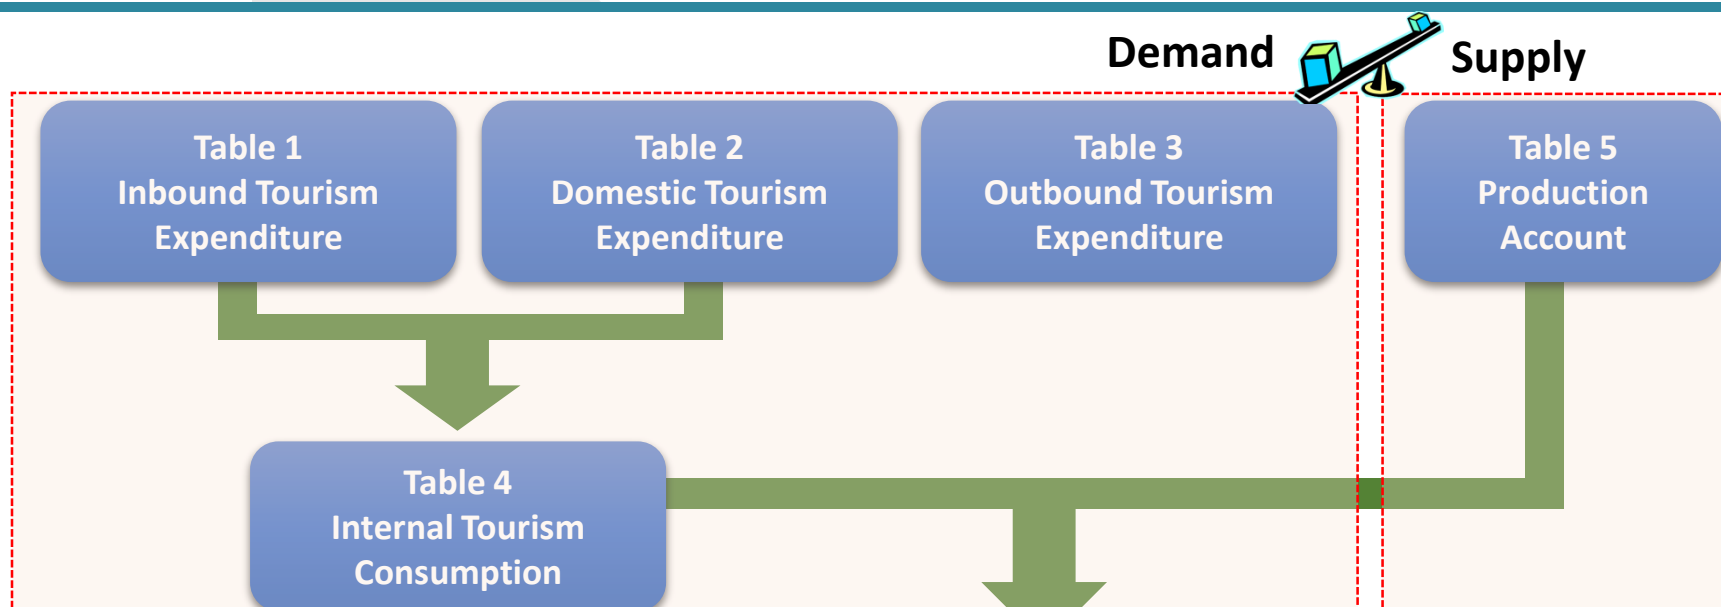 Demand
Supply
Table 1
Inbound Tourism
Expenditure
Table 2
Domestic Tourism
Expenditure
Table 3
Outbound Tourism
Expenditure
Table 5
Production
Account
Table 4
Internal Tourism
Consumption